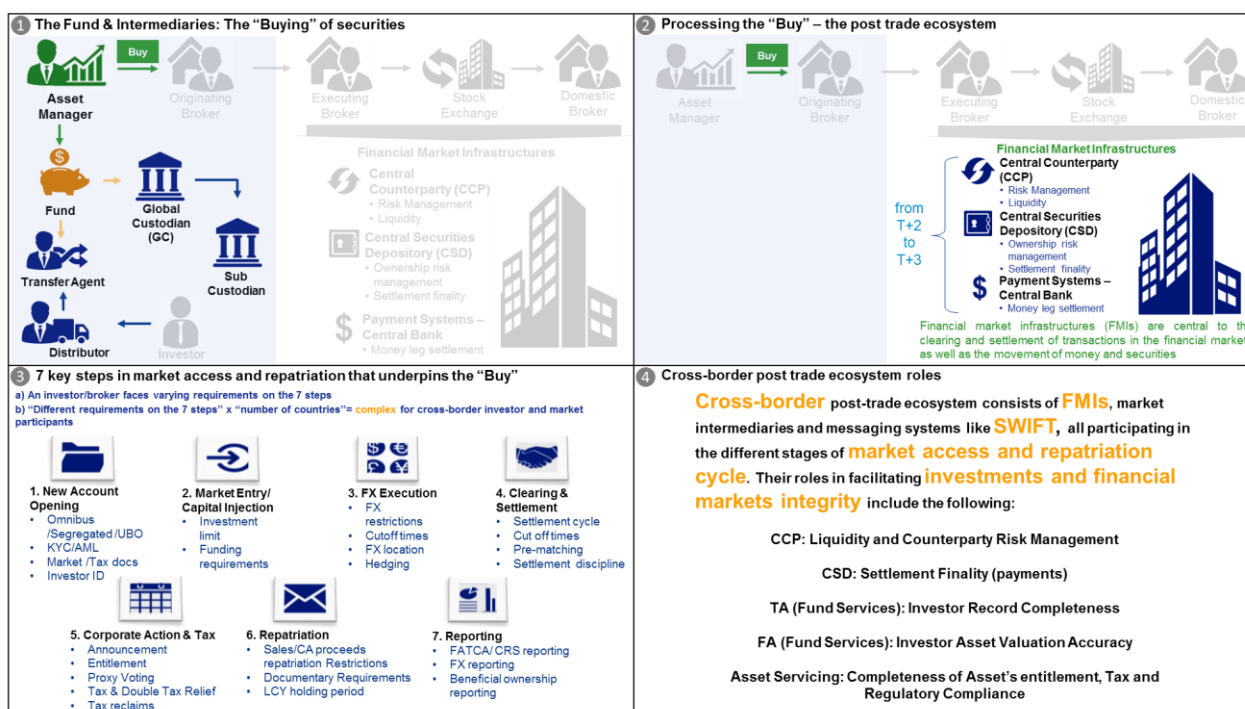 1 The Fund & Intermediaries: The “Buying” of securities
Buy
Asset
Manager
Originating
Broker
Executing
Broker
Stock
Exchange
Domestic
Broker
$
Fund
Global
Custodian
(GC)
Transfer Agent
Sub
Custodian
Distributor
Investor
Financial Market Infrastructures
Central
Counterparty (CCP)
• Risk Management
• Liquidity
Central Securities
Depository (CSD)
• Ownership risk
management
• Settlement finality
$
Payment Systems –
Central Bank
• Money leg settlement
2 Processing the “Buy” – the post trade ecosystem
Buy
Asset
Manager
Originating
Broker
Executing
Broker
Stock
Exchange
Domestic
Broker
from
T+2
to
T+3
Financial Market Infrastructures
Central Counterparty
(CCP)
• Risk Management
• Liquidity
Central Securities
Depository (CSD)
• Ownership risk
management
• Settlement finality
$
Payment Systems –
Central Bank
• Money leg settlement
Financial market infrastructures (FMIs) are central to the
clearing and settlement of transactions in the financial market
as well as the movement of money and securities
3 7 key steps in market access and repatriation that underpins the “Buy”
a) An investor/broker faces varying requirements on the 7 steps
b) “Different requirements on the 7 steps” x “number of countries”= complex for cross-border investor and market
participants
1. New Account
Opening
• Omnibus
/Segregated /UBO
• KYC/AML
• Market /Tax docs
• Investor ID
2. Market Entry/
Capital Injection
• Investment
limit
• Funding
requirements
$ €
£ ¥
3. FX Execution
• FX
restrictions
• Cutoff times
• FX location
• Hedging
4. Clearing &
Settlement
• Settlement cycle
• Cut off times
• Pre-matching
• Settlement discipline
5. Corporate Action & Tax
• Announcement
• Entitlement
• Proxy Voting
• Tax & Double Tax Relief
• Tax reclaims
6. Repatriation
• Sales/CA proceeds
repatriation Restrictions
• Documentary Requirements
• LCY holding period
7. Reporting
• FATCA/ CRS reporting
• FX reporting
• Beneficial ownership
reporting
4 Cross-border post trade ecosystem roles
Cross-border post-trade ecosystem consists of FMIs, market
intermediaries and messaging systems like SWIFT, all participating in
the different stages of market access and repatriation
cycle. Their roles in facilitating investments and financial
markets integrity include the following:
CCP: Liquidity and Counterparty Risk Management
CSD: Settlement Finality (payments)
TA (Fund Services): Investor Record Completeness
FA (Fund Services): Investor Asset Valuation Accuracy
Asset Servicing: Completeness of Asset’s entitlement, Tax and
Regulatory Compliance